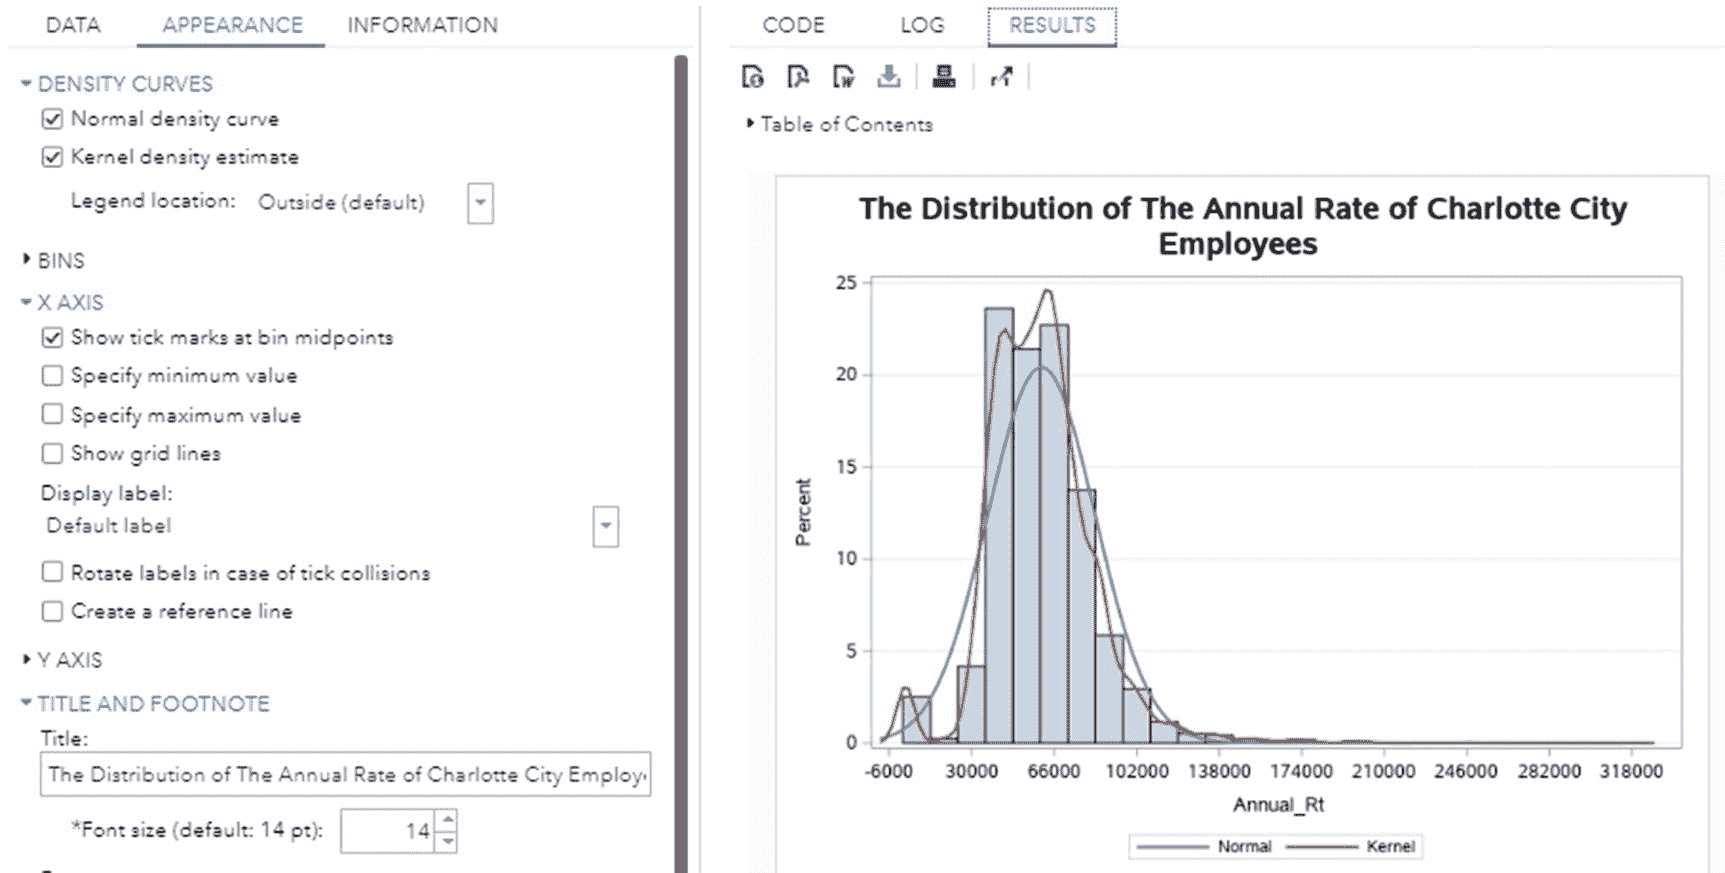 DATA APPEARANCE INFORMATION
DENSITY CURVES
Normal density curve
Kernel density estimate
Legend location: Outside (default)
BINS
X AXIS
Show tick marks at bin midpoints
Specify minimum value
Specify maximum value
Show grid lines
Display label:
Default label
Rotate labels in case of tick collisions
Create a reference line
Y AXIS
TITLE AND FOOTNOTE
Title:
The Distribution of The Annual Rate of Charlotte City Employ
*Font size (default: 14 pt): 14
CODE LOG RESULTS
Table of Contents
The Distribution of The Annual Rate of Charlotte City
Employees
25
20
15
10
5
0
Percent
-6000 30000 66000 102000 138000 174000 210000 246000 282000 318000
Annual_Rt
Normal Kernel